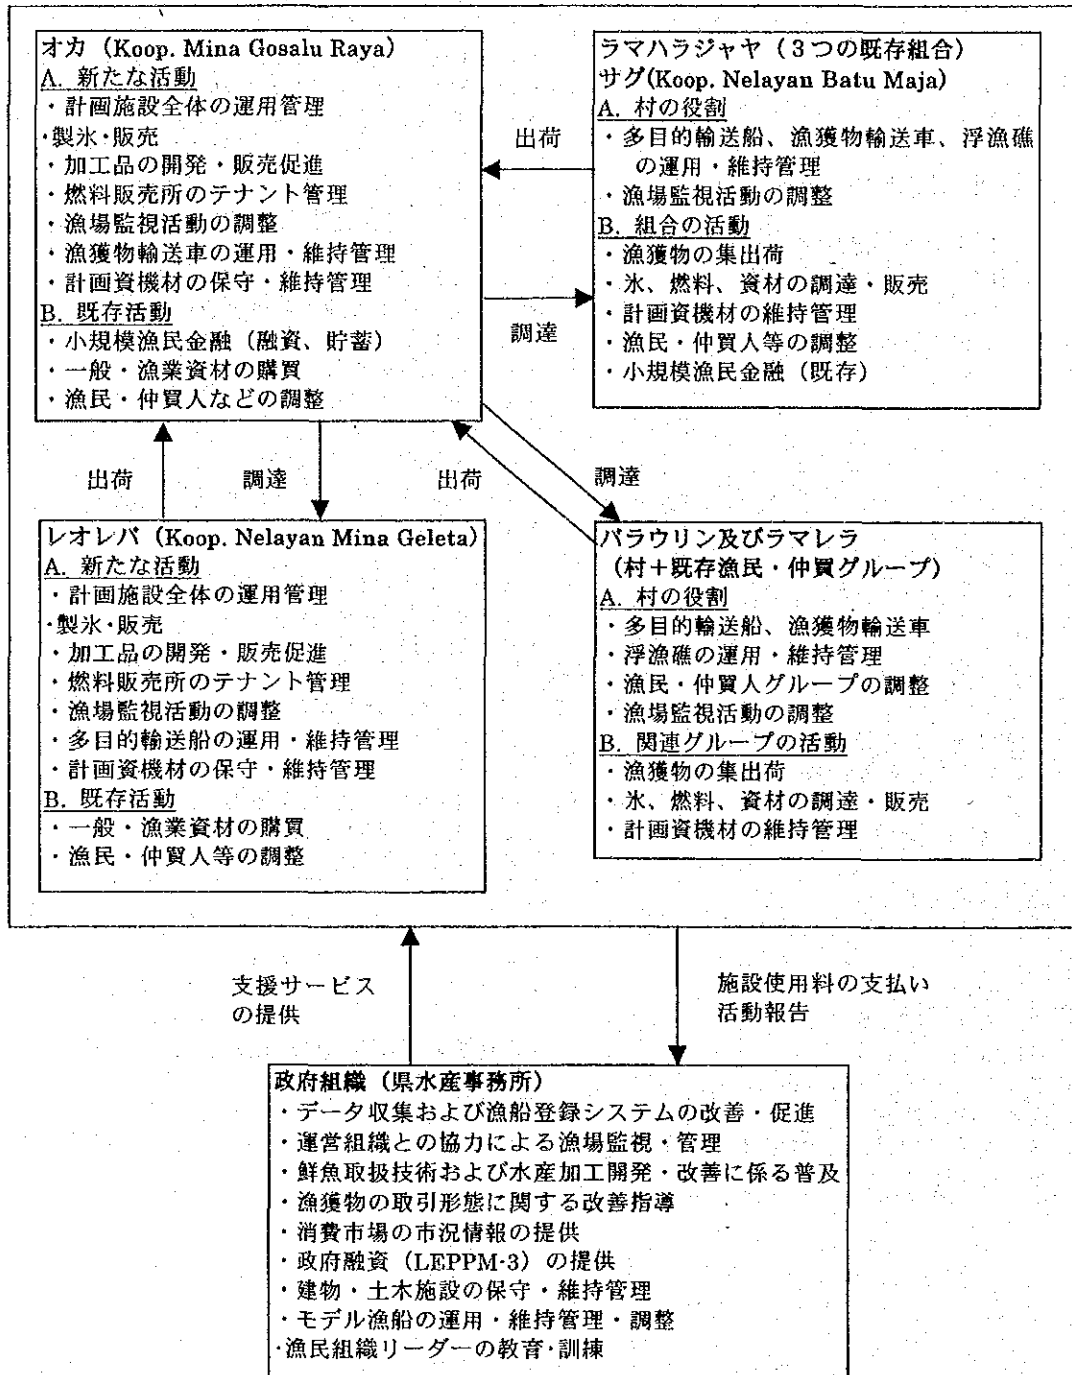 オカ（Koop. Mina Gosalu Raya）
A. 新たな活動
・計画施設全体の運用管理
・製氷・販売
・加工品の開発・販売促進
・燃料販売所のテナント管理
・漁場監視活動の調整
・漁獲物輸送車の運用・維持管理
・計画資機材の保守・維持管理
B. 既存活動
・小規模漁民金融（融資、貯蓄）
・一般・漁業資材の購買
・漁民・仲買人などの調整
出荷
調達
ラマハラジャヤ（３つの既存組合）
サグ(Koop. Nelayan Batu Maja)
A. 村の役割
・多目的輸送船、漁獲物輸送車、浮漁礁
の運用・維持管理
・漁場監視活動の調整
B. 組合の活動
・漁獲物の集出荷
・氷、燃料、資材の調達・販売
・計画資機材の維持管理
・漁民・仲買人等の調整
・小規模漁民金融（既存）
出荷
調達
出荷
調達
レオレバ（Koop. Nelayan Mina Geleta）
A. 新たな活動
・計画施設全体の運用管理
・製氷・販売
・加工品の開発・販売促進
・燃料販売所のテナント管理
・漁場監視活動の調整
・多目的輸送船の運用・維持管理
・計画資機材の保守・維持管理
B. 既存活動
・一般・漁業資材の購買
・漁民・仲買人等の調整
バラウリン及びラマレラ
（村＋既存漁民・仲買グループ）
A. 村の役割
・多目的輸送船、漁獲物輸送車
・浮漁礁の運用・維持管理
・漁民・仲買人グループの調整
・漁場監視活動の調整
B. 関連グループの活動
・漁獲物の集出荷
・氷、燃料、資材の調達・販売
・計画資機材の維持管理
支援サービス
の提供
施設使用料の支払い
活動報告
政府組織（県水産事務所）
・データ収集および漁船登録システムの改善・促進
・運営組織との協力による漁場監視・管理
・鮮魚取扱技術および水産加工開発・改善に係る普及
・漁獲物の取引形態に関する改善指導
・消費市場の市況情報の提供
・政府融資（LEPPM-3）の提供
・建物・土木施設の保守・維持管理
・モデル漁船の運用・維持管理・調整
・漁民組織リーダーの教育・訓練